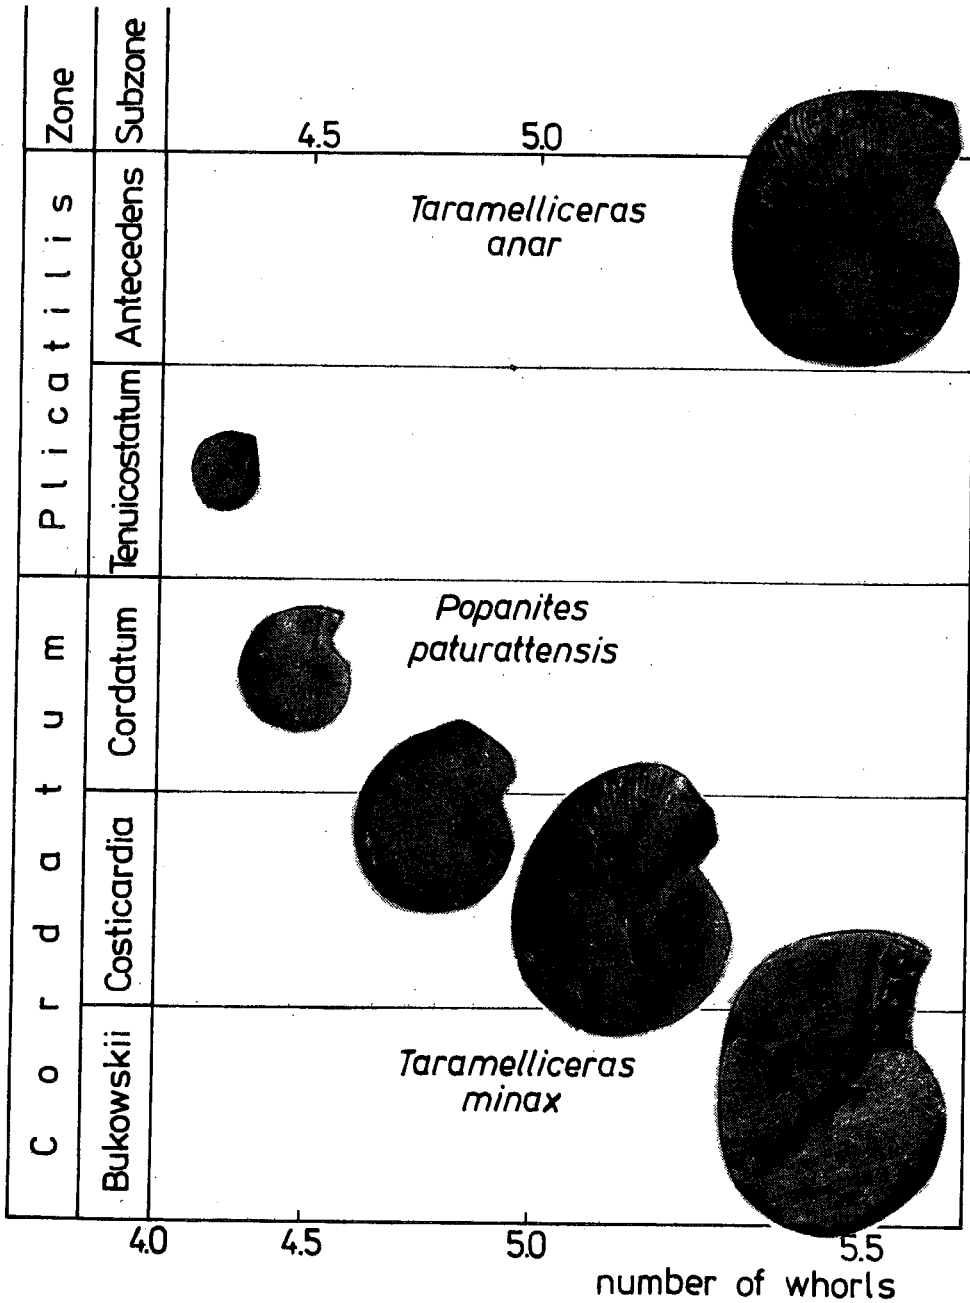 Zone
Subzone
4.5 5.0
Plicatilis
Antecedens
Taramelliceras
anar
Tenuicostatum
Cordatum
Cordatum
Popanites
paturattensis
Costicardia
Bukowskii
Taramelliceras
minax
4.0 4.5 5.0 5.5
number of whorls